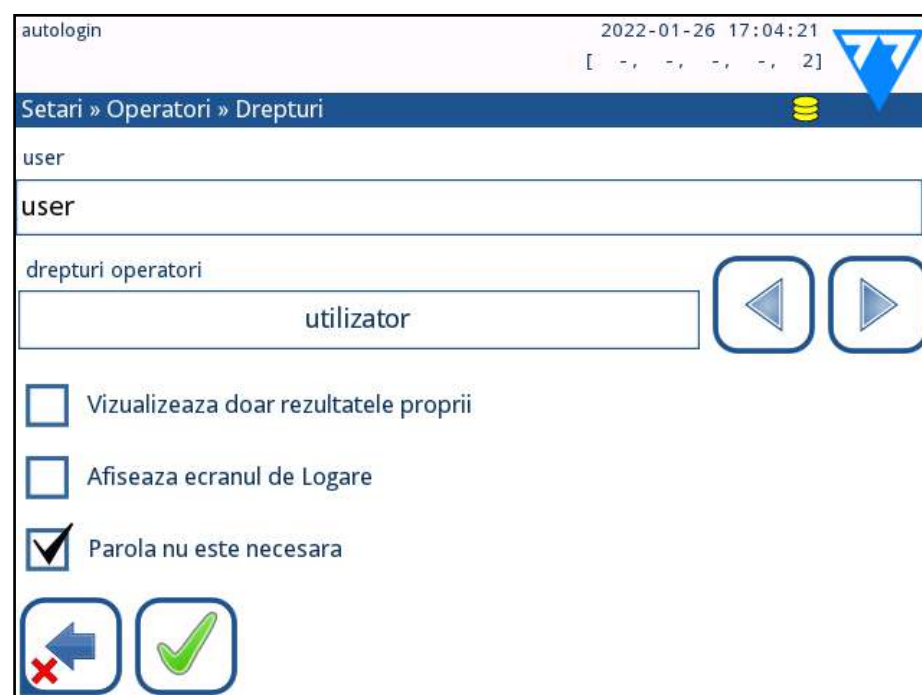 autologin
2022-01-26 17:04:21
[ -, -, -, -, 2]
Setari » Operatori » Drepturi
user
user
drepturi operatori
utilizator
Vizualizeaza doar rezultatele proprii
Afiseaza ecranul de Logare
Parola nu este necesara